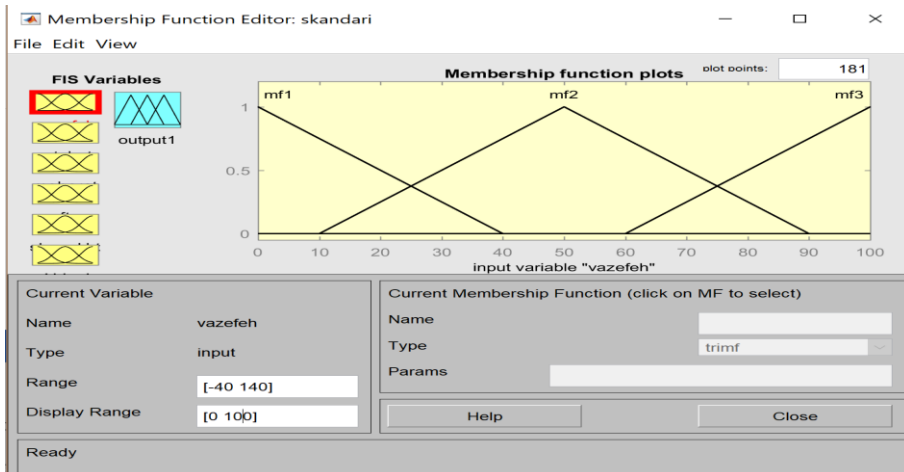 Membership Function Editor: skandari
File Edit View
FIS Variables
output1
Membership function plots
plot points:
181
mf1
mf2
mf3
1
0.5
0
0 10 20 30 40 50 60 70 80 90 100
input variable "vazefeh"
Current Variable
Name vazefeh
Type input
Range [-40 140]
Display Range [0 100]
Current Membership Function (click on MF to select)
Name
Type trimf
Params
Help
Close
Ready